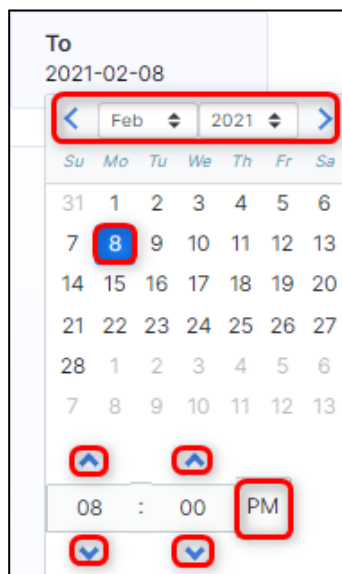 To
2021-02-08
Feb 2021
Su Mo Tu We Th Fr Sa
31 1 2 3 4 5 6
7 8 9 10 11 12 13
14 15 16 17 18 19 20
21 22 23 24 25 26 27
28 1 2 3 4 5 6
7 8 9 10 11 12 13
08 : 00 PM